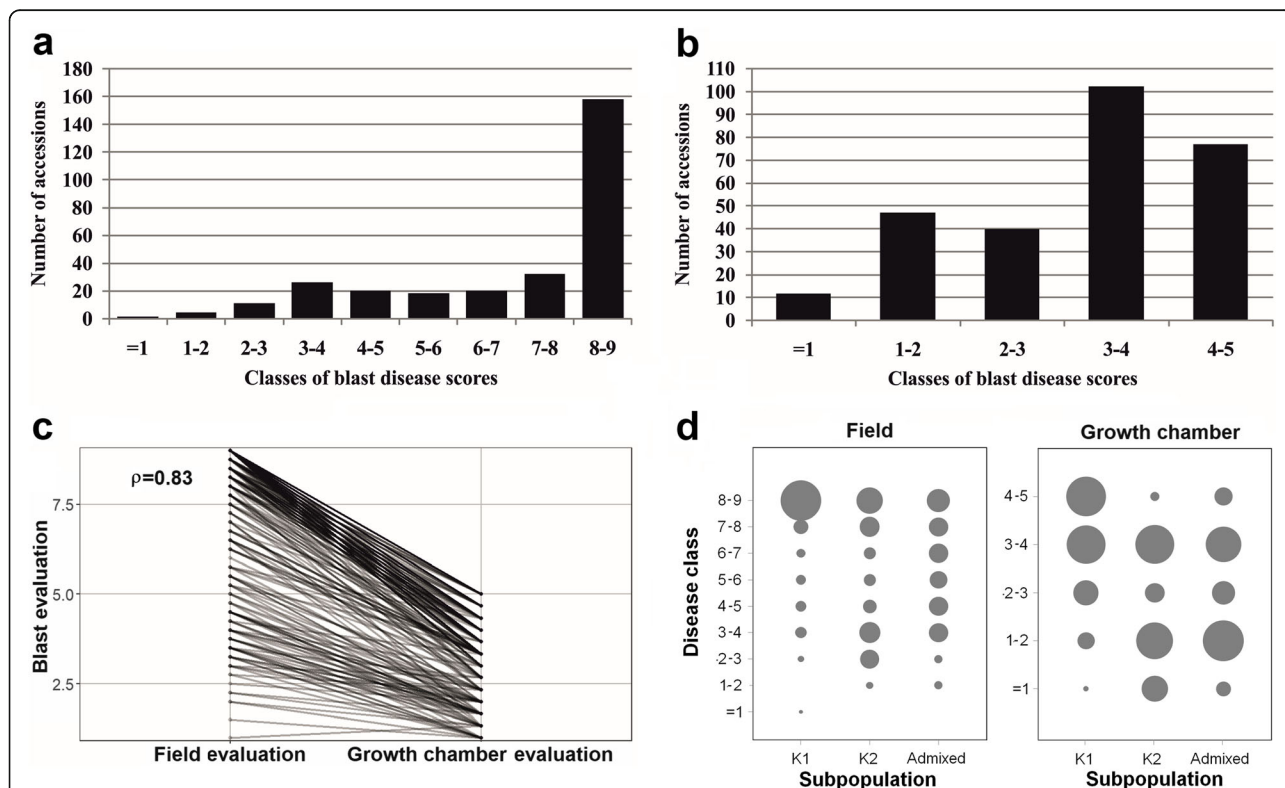 a
Number of accessions
180
160
140
120
100
80
60
40
20
0
=1 1-2 2-3 3-4 4-5 5-6 6-7 7-8 8-9
Classes of blast disease scores
b
Number of accessions
110
100
90
80
70
60
50
40
30
20
10
0
=1 1-2 2-3 3-4 4-5
Classes of blast disease scores
c
ρ=0.83
Blast evaluation
7.5
5.0
2.5
Field evaluation Growth chamber evaluation
d
Field
Disease class
8-9
7-8
6-7
5-6
4-5
3-4
2-3
1-2
=1
K1 K2 Admixed
Subpopulation
Growth chamber
4-5
3-4
2-3
1-2
=1
K1 K2 Admixed
Subpopulation